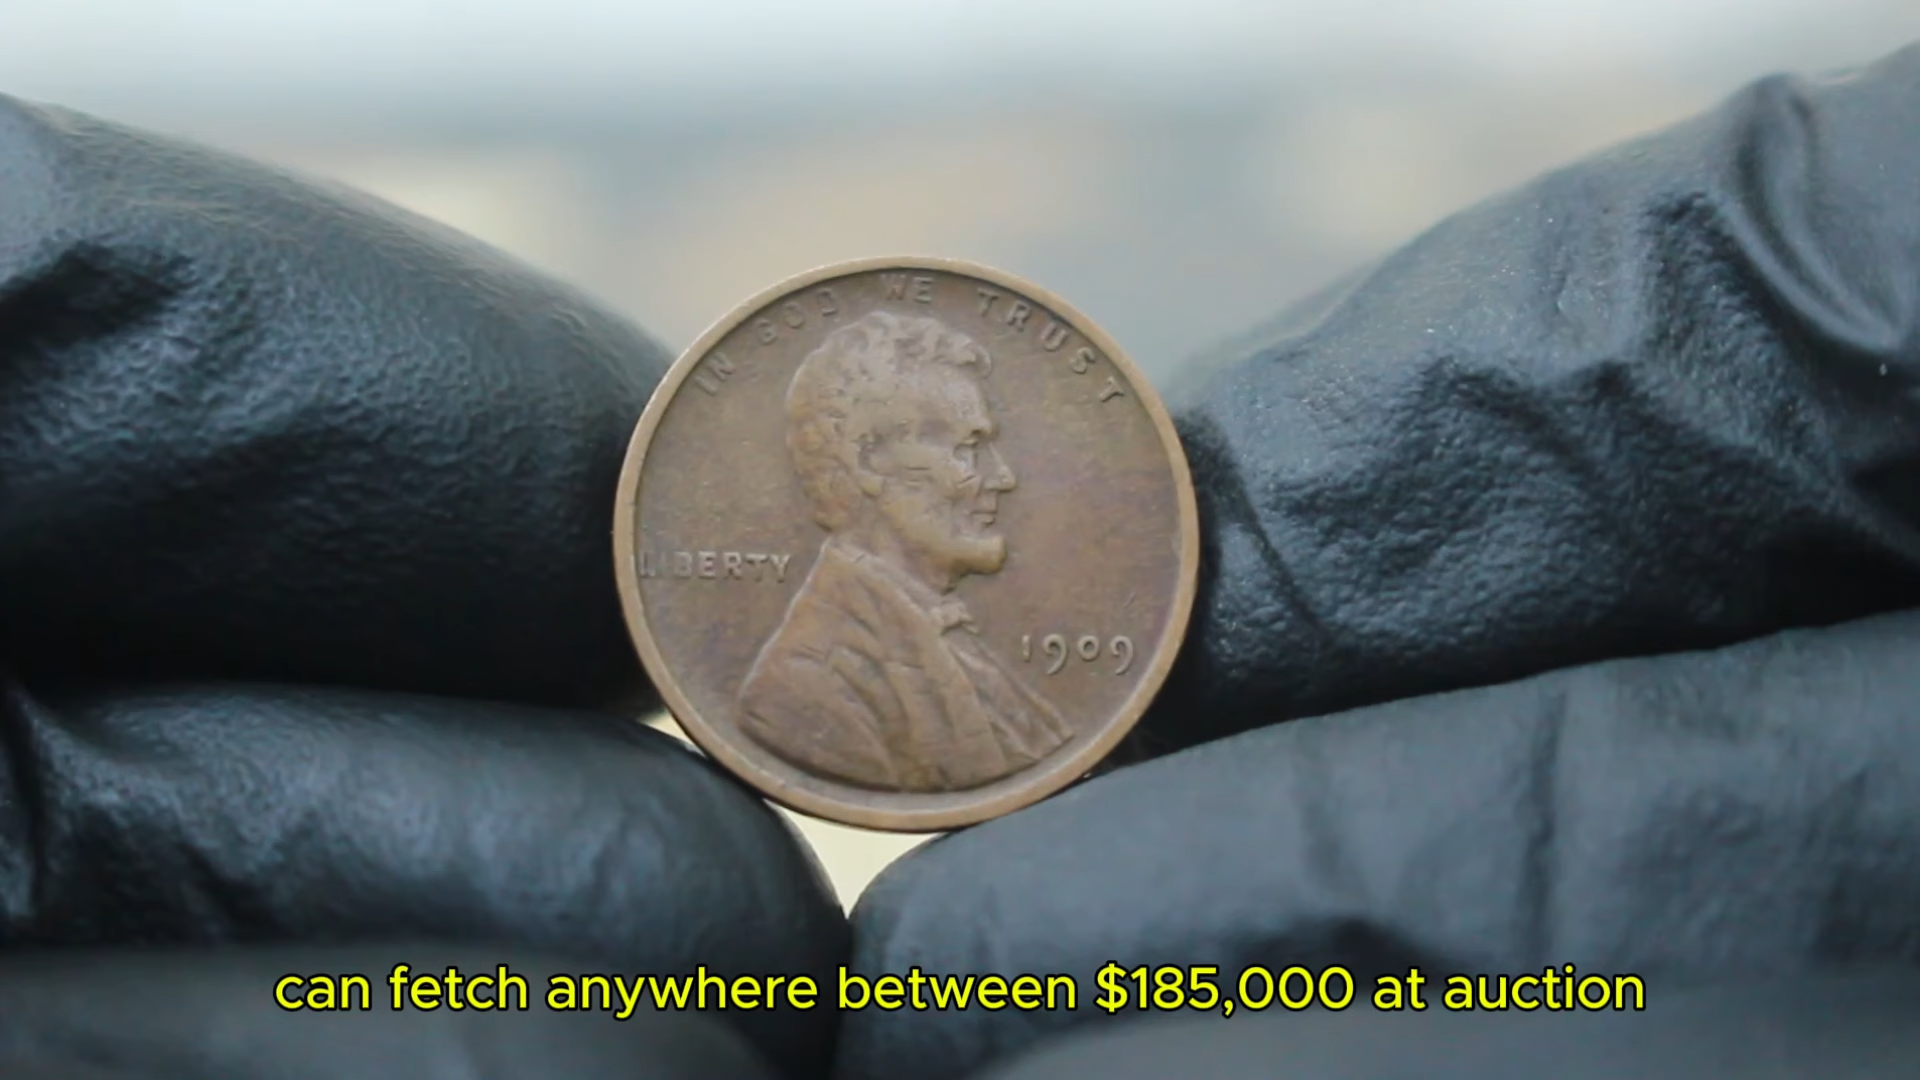 IN GOD WE TRUST
LIBERTY
1909
can fetch anywhere between $185,000 at auction